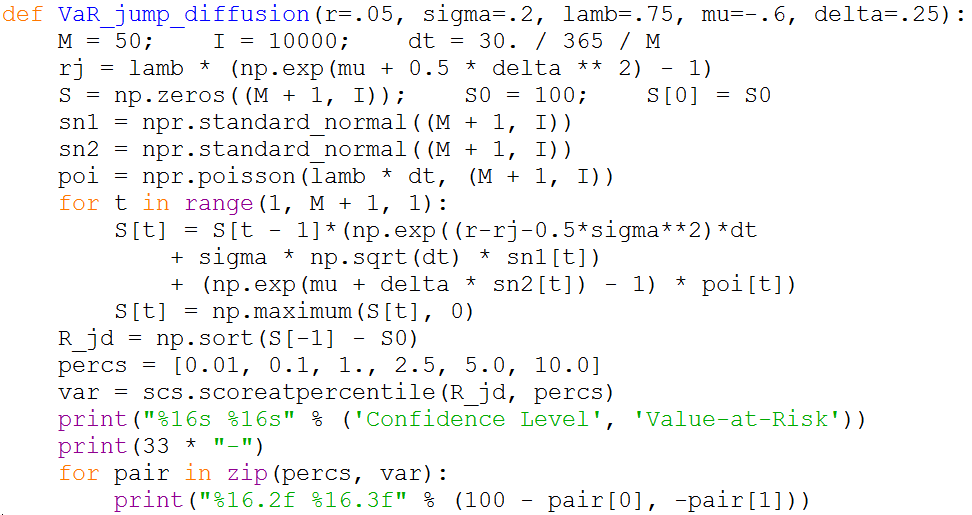 def VaR_jump_diffusion(r=.05, sigma=.2, lamb=.75, mu=-.6, delta=.25):
    M = 50;    I = 10000;    dt = 30. / 365 / M
    rj = lamb * (np.exp(mu + 0.5 * delta ** 2) - 1)
    S = np.zeros((M + 1, I));    S0 = 100;    S[0] = S0
    sn1 = npr.standard_normal((M + 1, I))
    sn2 = npr.standard_normal((M + 1, I))
    poi = npr.poisson(lamb * dt, (M + 1, I))
    for t in range(1, M + 1, 1):
        S[t] = S[t - 1]*(np.exp((r-rj-0.5*sigma**2)*dt
            + sigma * np.sqrt(dt) * sn1[t])
            + (np.exp(mu + delta * sn2[t]) - 1) * poi[t])
        S[t] = np.maximum(S[t], 0)
    R_jd = np.sort(S[-1] - S0)
    percs = [0.01, 0.1, 1., 2.5, 5.0, 10.0]
    var = scs.scoreatpercentile(R_jd, percs)
    print("%16s %16s" % ('Confidence Level', 'Value-at-Risk'))
    print(33 * "-")
    for pair in zip(percs, var):
        print("%16.2f %16.3f" % (100 - pair[0], -pair[1]))